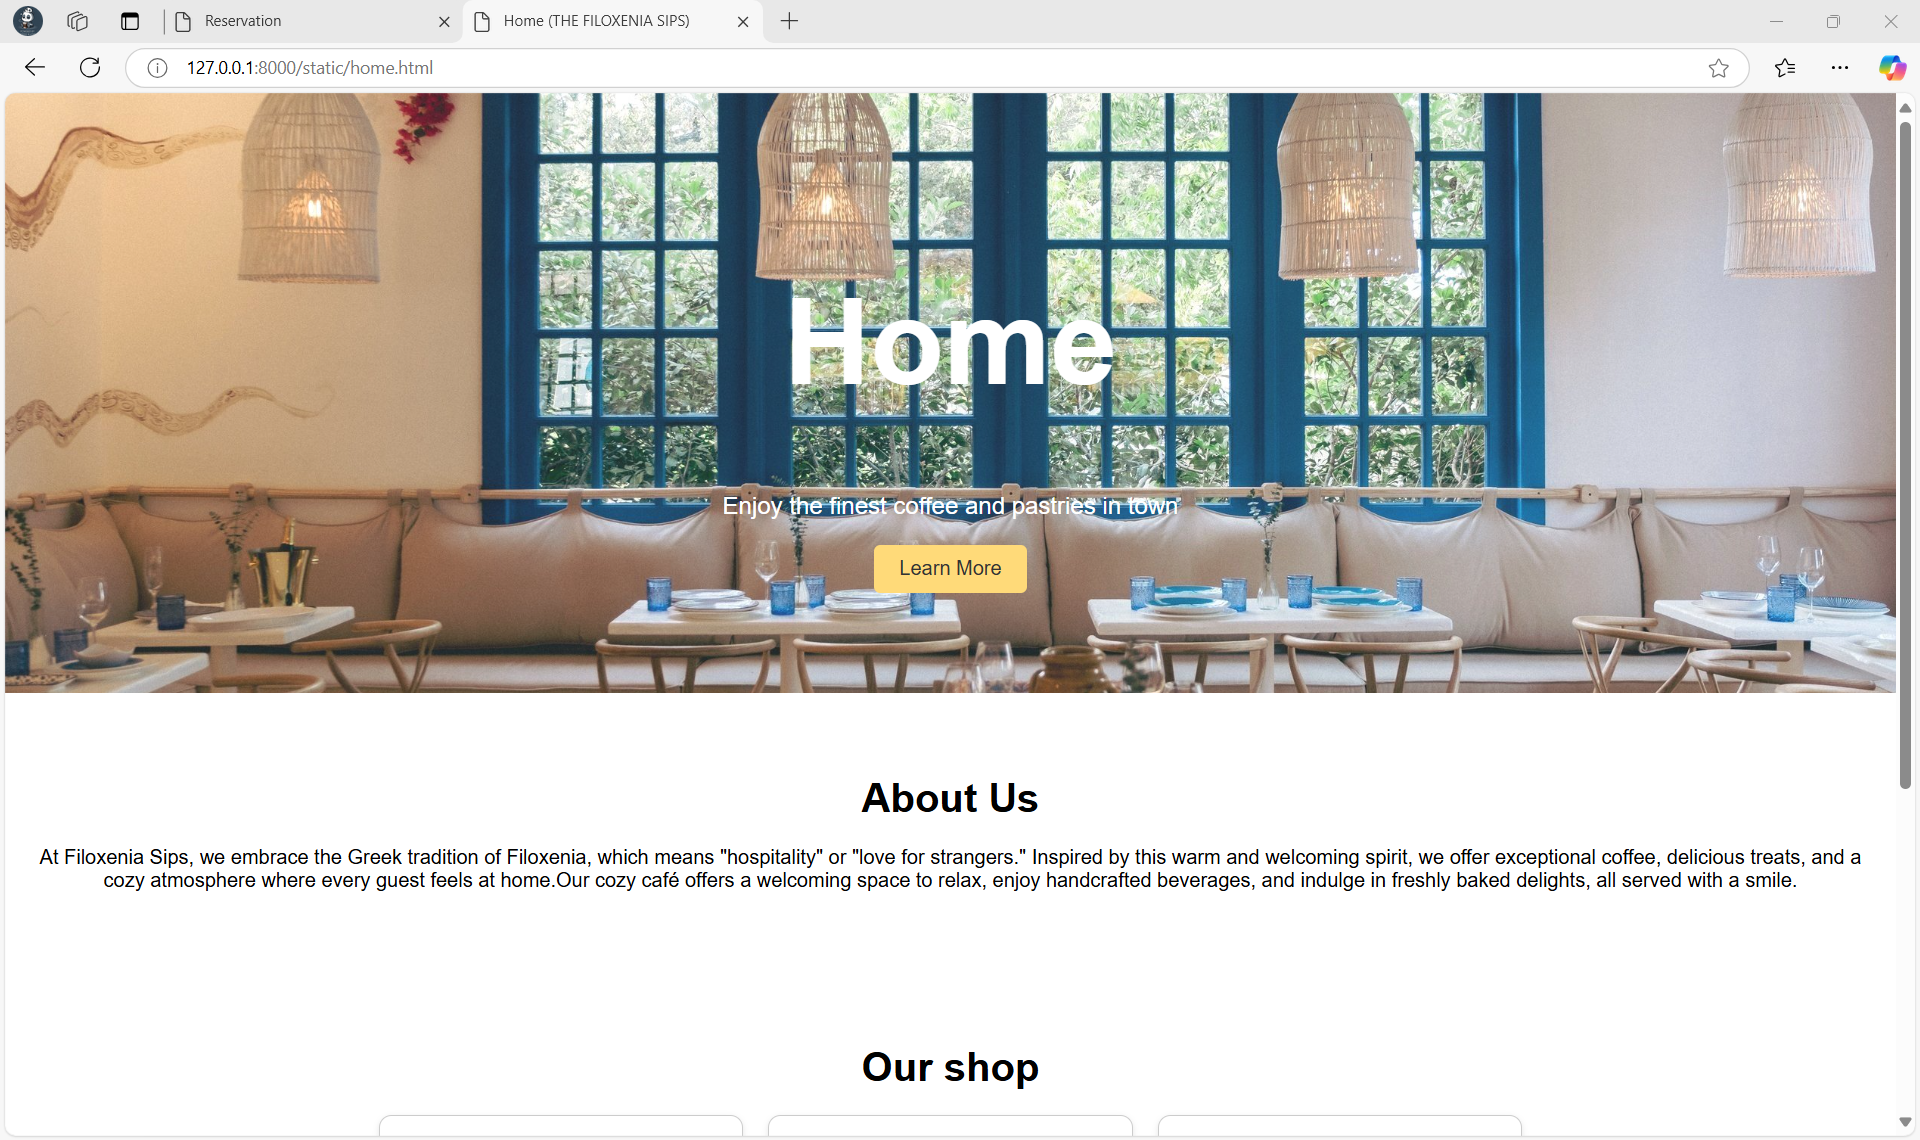 Reservation
Home (THE FILOXENIA SIPS)
127.0.0.1:8000/static/home.html
Home
Enjoy the finest coffee and pastries in town
Learn More
About Us
At Filoxenia Sips, we embrace the Greek tradition of Filoxenia, which means "hospitality" or "love for strangers." Inspired by this warm and welcoming spirit, we offer exceptional coffee, delicious treats, and a
cozy atmosphere where every guest feels at home.Our cozy café offers a welcoming space to relax, enjoy handcrafted beverages, and indulge in freshly baked delights, all served with a smile.
Our shop